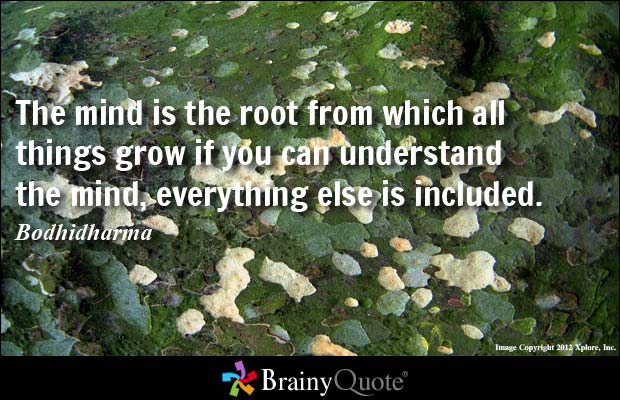 The mind is the root from which all
things grow if you can understand
the mind, everything else is included.
Bodhidharma
Image Copyright 2012 Xplore, Inc.
BrainyQuote®